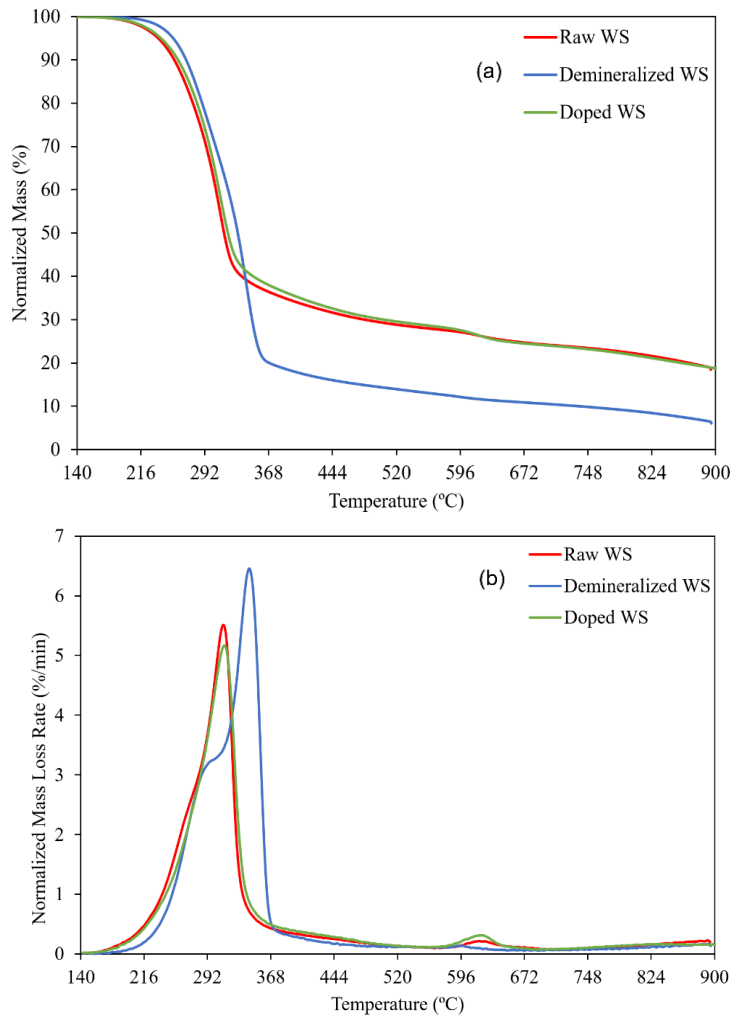 Normalized Mass (%)
100
90
80
70
60
50
40
30
20
10
0
(a)
Raw WS
Demineralized WS
Doped WS
140 216 292 368 444 520 596 672 748 824 900
Temperature (ºC)
Normalized Mass Loss Rate (%/min)
7
6
5
4
3
2
1
0
(b)
Raw WS
Demineralized WS
Doped WS
140 216 292 368 444 520 596 672 748 824 900
Temperature (ºC)